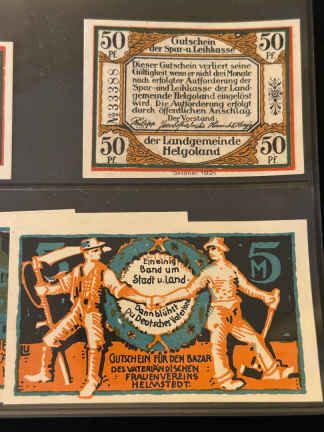 50
Pf
50
Pf
Gutschein
der Spar-u Leihkasse
Dieser Gutschein verliert seine
Gültigkeit wenn er nicht drei Monate
nach erfolgter Aufforderung der
Spar- und Leihkasse der Land-
gemeinde Helgoland eingelöst
wird. Die Aufforderung erfolgt
durch öffentlichen Anschlag.
Der Vorstand:
№33388
50
Pf
50
Pf
der Landgemeinde
Helgoland
5
5
M
Ein einig
Band um
Stadt u. Land
Dann blühst
Du Deutsches Vaterland
GUTSCHEIN FÜR DEN BAZAR
DES VATERLÄNDISCHEN
FRAUENVEREINS
HELMSTEDT.